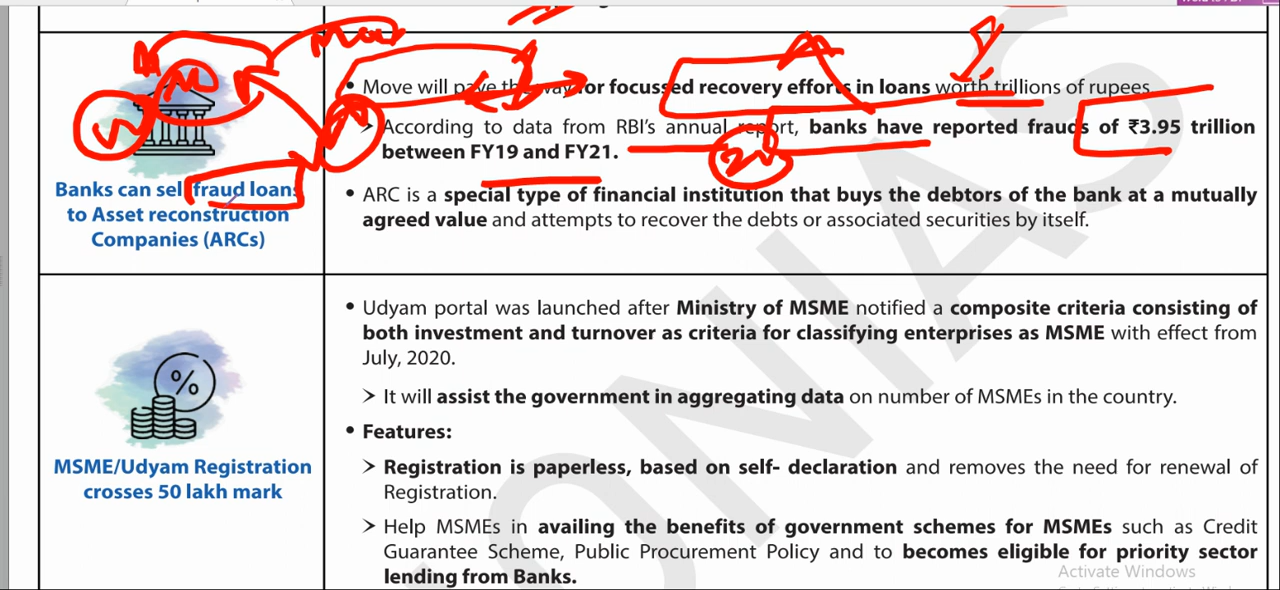 Move will pave the way for focussed recovery efforts in loans worth trillions of rupees
According to data from RBI's annual report, banks have reported frauds of ₹3.95 trillion
between FY19 and FY21.
ARC is a special type of financial institution that buys the debtors of the bank at a mutually
agreed value and attempts to recover the debts or associated securities by itself.
Banks can sell fraud loans
to Asset reconstruction
Companies (ARCs)
Udyam portal was launched after Ministry of MSME notified a composite criteria consisting of
both investment and turnover as criteria for classifying enterprises as MSME with effect from
July, 2020.
It will assist the government in aggregating data on number of MSMEs in the country.
Features:
Registration is paperless, based on self- declaration and removes the need for renewal of
Registration.
Help MSMEs in availing the benefits of government schemes for MSMEs such as Credit
Guarantee Scheme, Public Procurement Policy and to becomes eligible for priority sector
lending from Banks.
%
MSME/Udyam Registration
crosses 50 lakh mark
Activate Windows